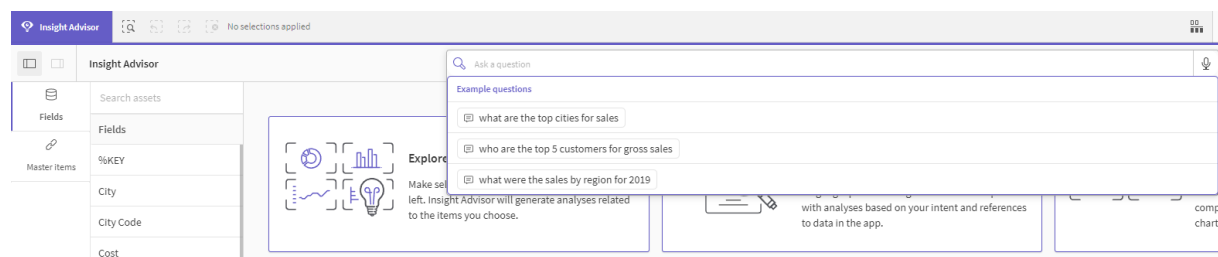 Insight Advisor
No selections applied
Insight Advisor
Ask a question
Example questions
what are the top cities for sales
who are the top 5 customers for gross sales
what were the sales by region for 2019
Fields
Master items
Search assets
Fields
%KEY
City
City Code
Cost
Explore
Make sel
left. Insight Advisor will generate analyses related
to the items you choose.
with analyses based on your intent and references
to data in the app.
comp
chart